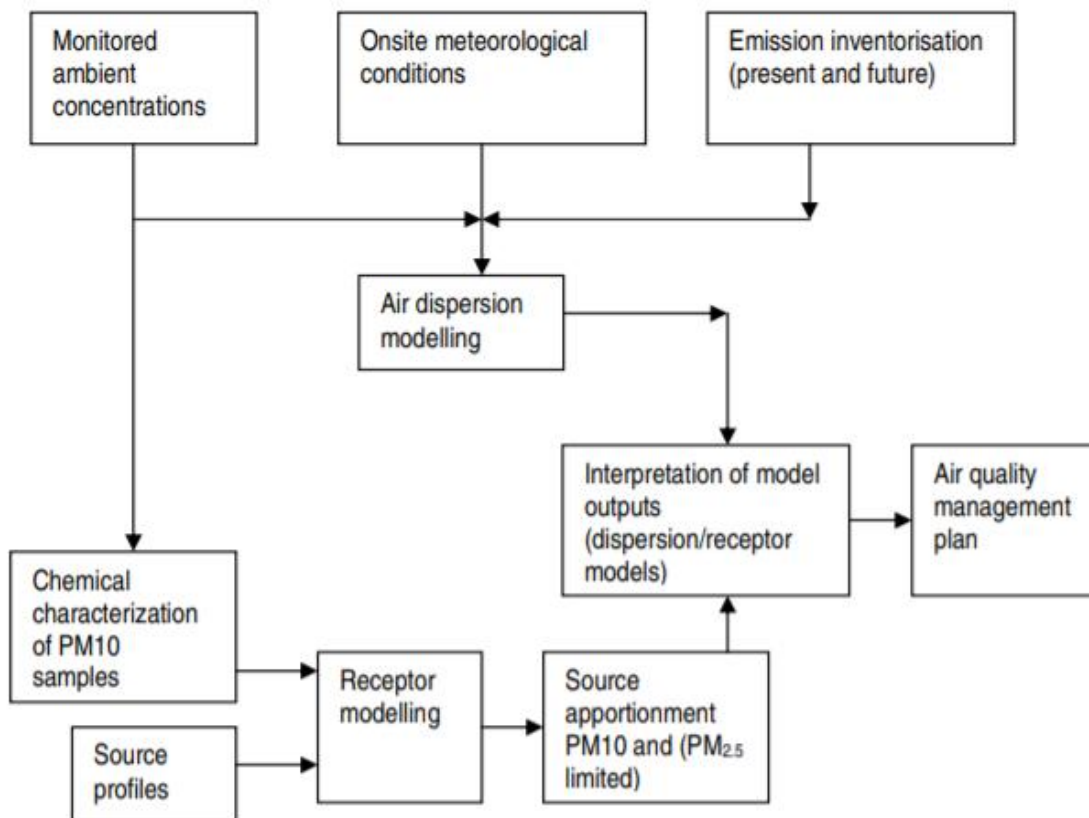 Monitored
ambient
concentrations
Onsite meteorological
conditions
Emission inventorisation
(present and future)
Air dispersion
modelling
Interpretation of model
outputs
(dispersion/receptor
models)
Air quality
management
plan
Chemical
characterization
of PM10
samples
Receptor
modelling
Source
apportionment
PM10 and (PM2.5
limited)
Source
profiles